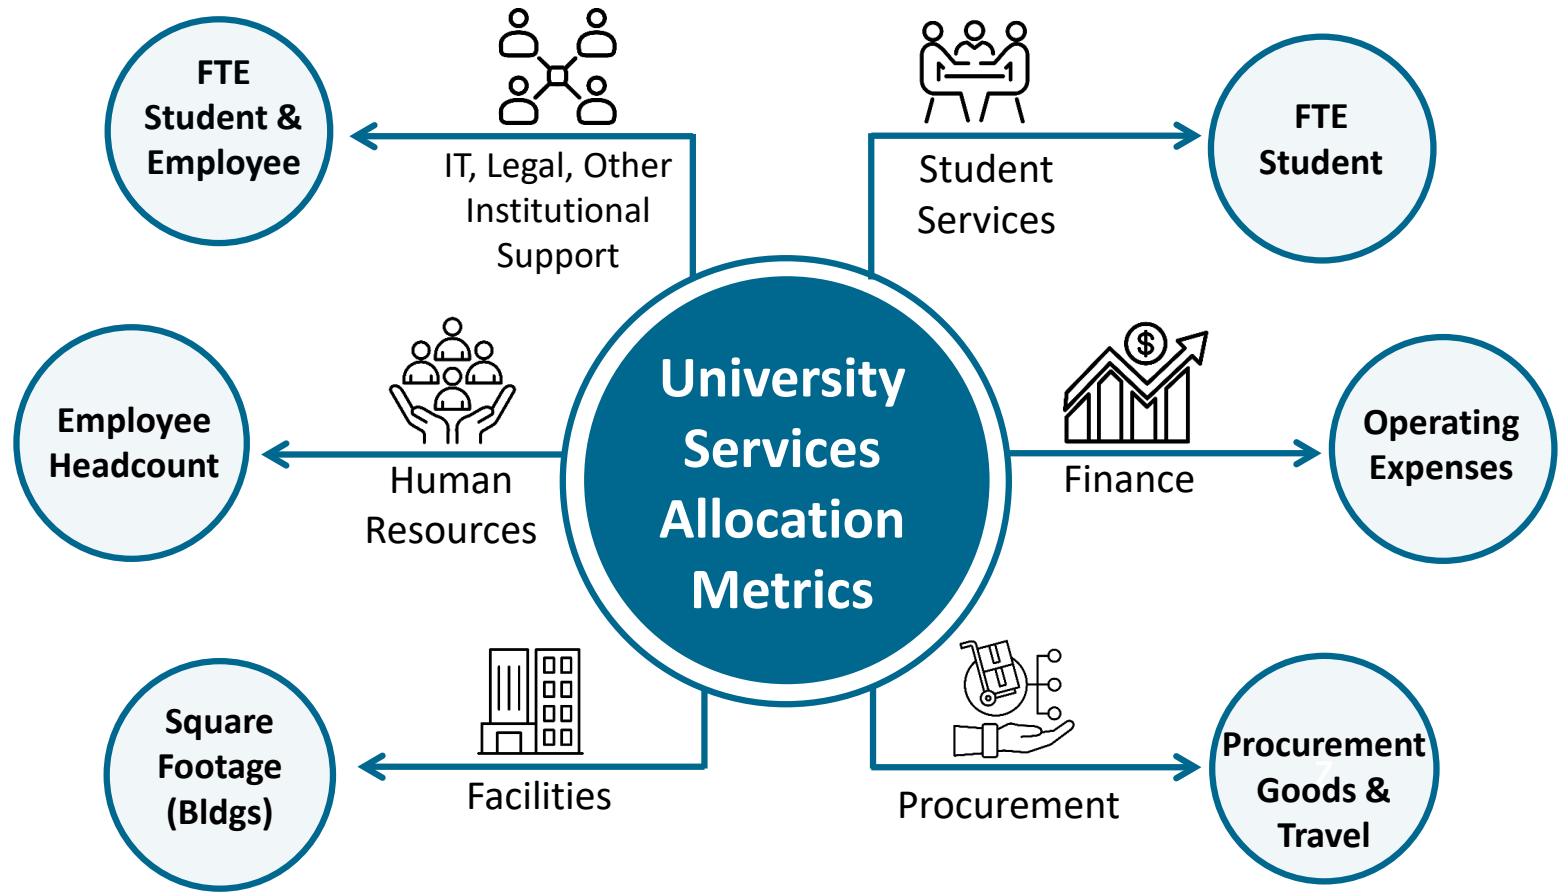 FTE
Student &
Employee
IT, Legal, Other
Institutional
Support
Student
Services
FTE
Student
Employee
Headcount
Human
Resources
University
Services
Allocation
Metrics
$
Finance
Operating
Expenses
Square
Footage
(Bldgs)
Facilities
Procurement
Procurement
Goods &
Travel
7